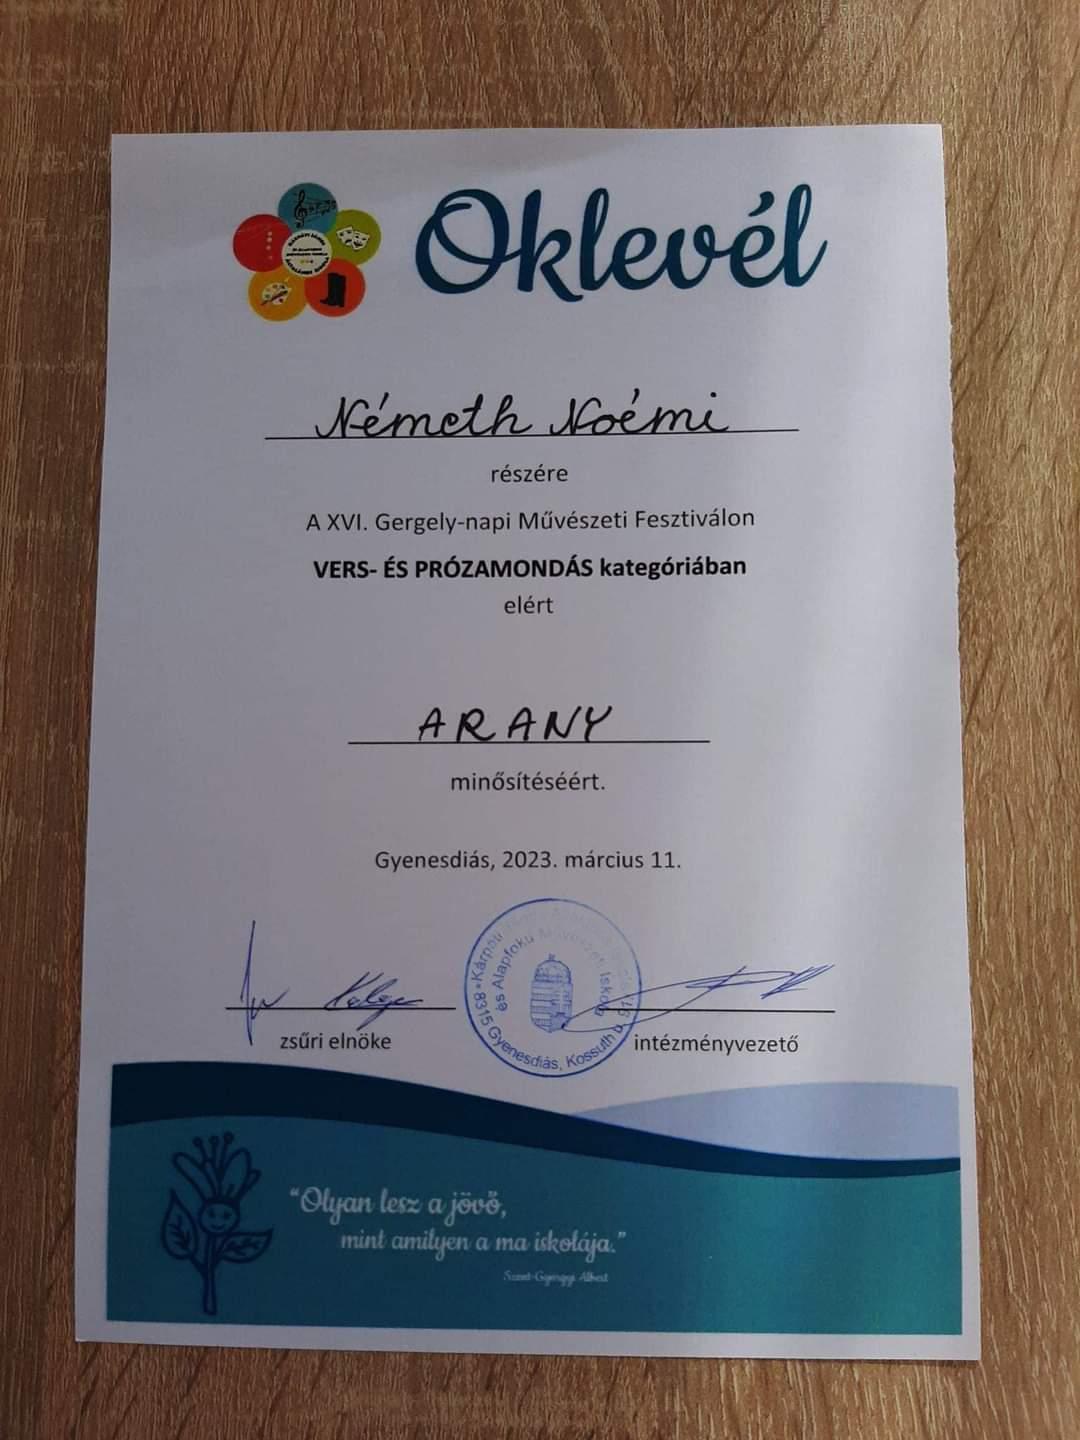 Oklevél
Németh Noémi
részére
A XVI. Gergely-napi Művészeti Fesztiválon
VERS- ÉS PRÓZAMONDÁS kategóriában
elért
ARANY
minősítéséért.
Gyenesdiás, 2023. március 11.
Kárpáti
és Alapfokú Művészeti Iskola
8315 Gyenesdiás, Kossuth u. 91.
zsűri elnöke
intézményvezető
"Olyan lesz a jövő,
mint amilyen a ma iskolája."
Szent-Györgyi Albert